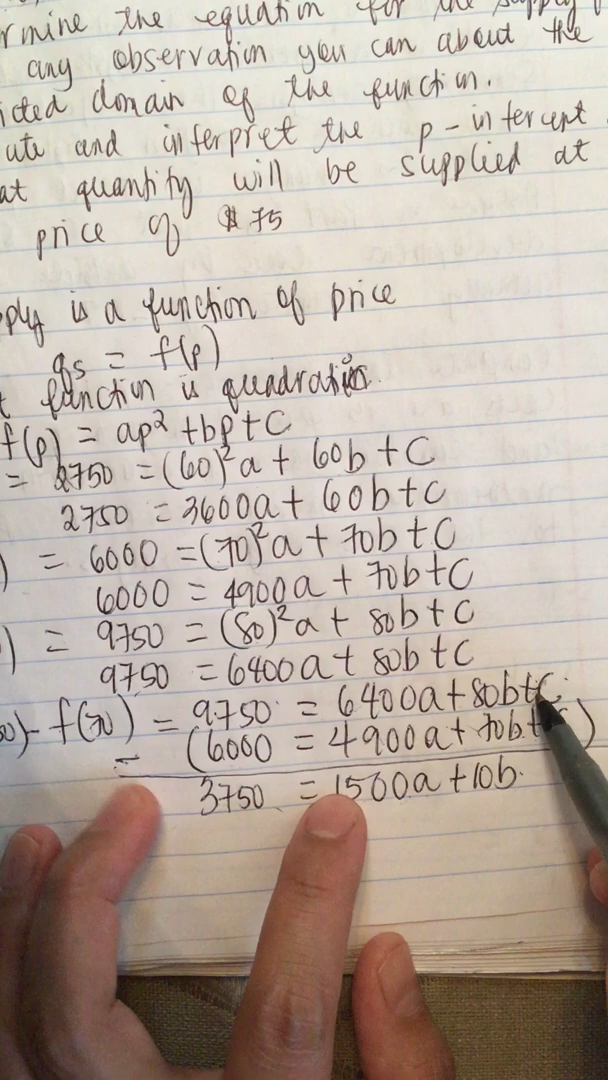 rmine the equation for the supply f
any observation you can about the
icted domain of the function.
ute and interpret the p-intercept
at quantity will be supplied at
price of $75
ply is a function of price
qs = f(p)
t function is quadratic.
f(p) = ap² + bp + C
= 2750 = (60)²a + 60b + C
2750 = 3600a + 60b + C
) = 6000 = (70)²a + 70b + C
6000 = 4900a + 70b + C
) = 9750 = (80)²a + 80b + C
9750 = 6400a + 80b + C
80) - f(70) = 9750 = 6400a + 80b + C
- (6000 = 4900a + 70b + C)
3750 = 1500a + 10b.